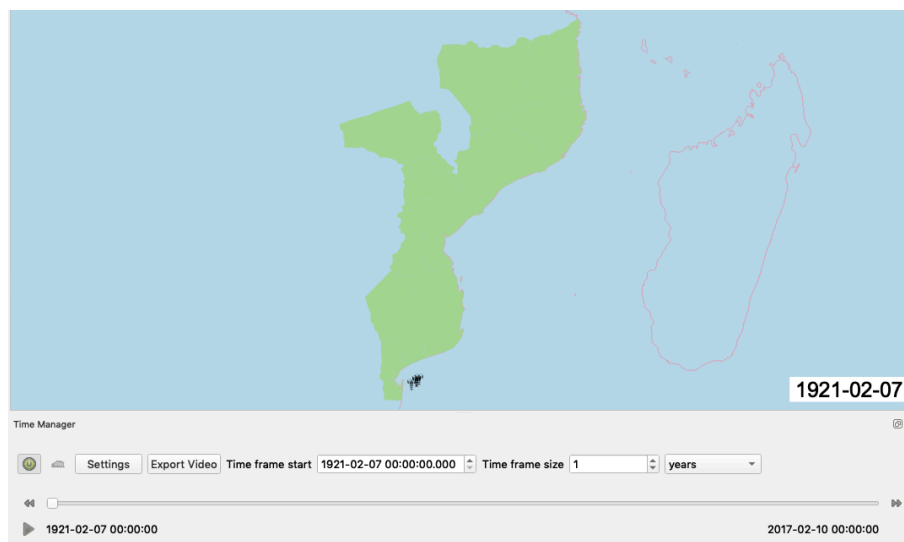 1921-02-07
Time Manager
Settings Export Video Time frame start 1921-02-07 00:00:00.000 Time frame size 1 years
1921-02-07 00:00:00 2017-02-10 00:00:00